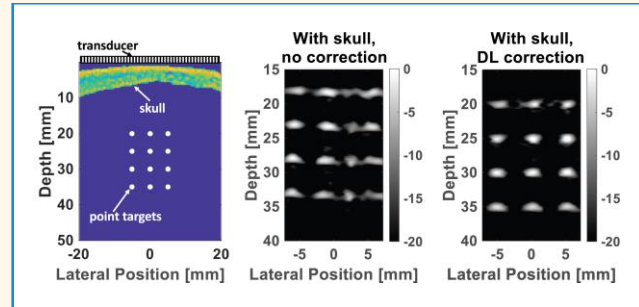 transducer
skull
point targets
10
20
30
40
50
Depth [mm]
-20
0
20
Lateral Position [mm]
With skull,
no correction
15
20
25
30
35
40
Depth [mm]
-5
0
5
Lateral Position [mm]
0
-5
-10
-15
-20
With skull,
DL correction
15
20
25
30
35
40
Depth [mm]
-5
0
5
Lateral Position [mm]
0
-5
-10
-15
-20